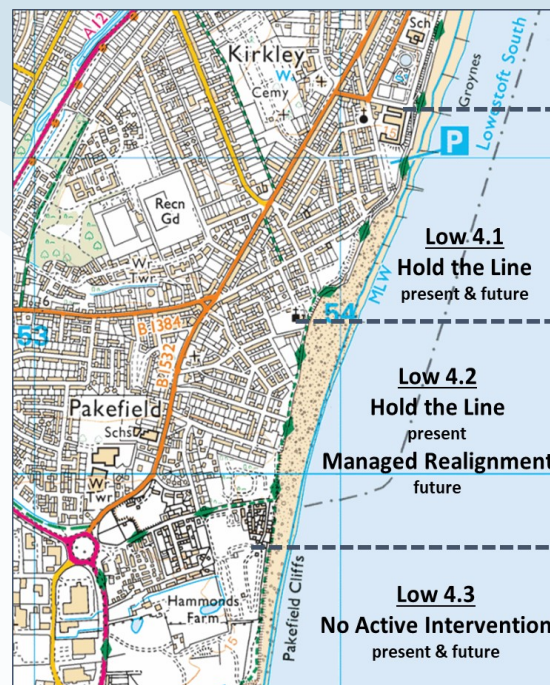 A12
Sch
Kirkley
W
Cemy
Groynes
Lowestoft South
P
Recn
Gd
Wr
Twr
Low 4.1
Hold the Line
present & future
MLW
54
53
B1384
B1532
Low 4.2
Hold the Line
present
Managed Realignment
future
Pakefield
Schs
Wr
Twr
Hammonds
Farm
Pakefield Cliffs
15
Low 4.3
No Active Intervention
present & future